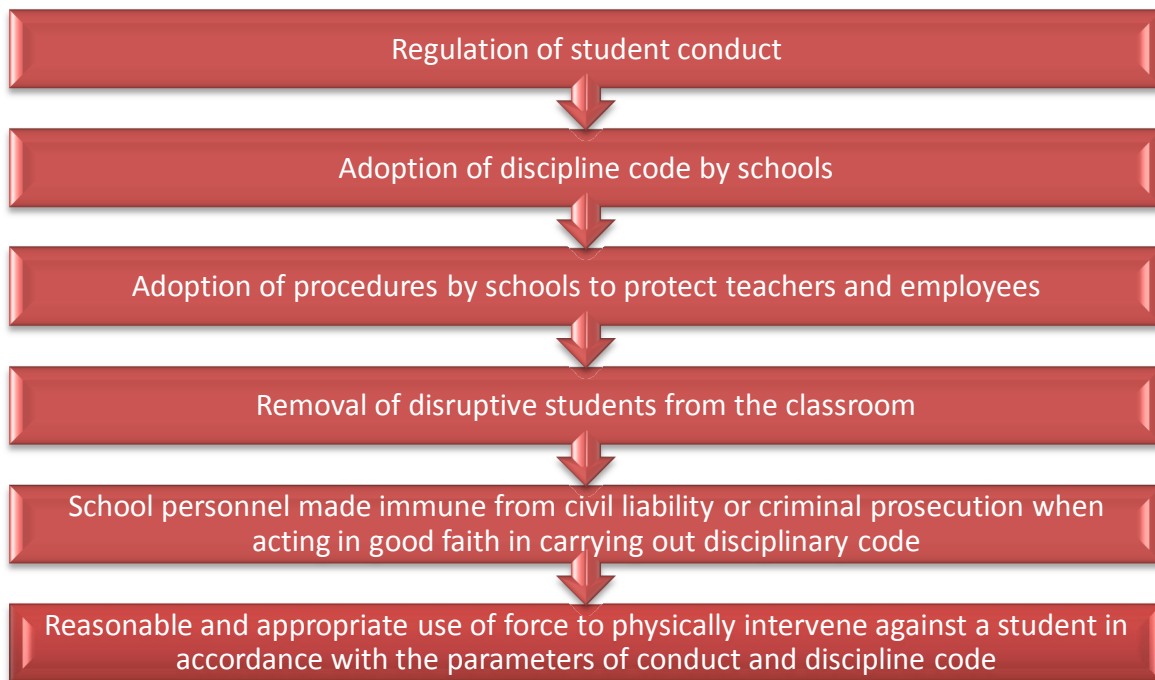 Regulation of student conduct
Adoption of discipline code by schools
Adoption of procedures by schools to protect teachers and employees
Removal of disruptive students from the classroom
School personnel made immune from civil liability or criminal prosecution when
acting in good faith in carrying out disciplinary code
Reasonable and appropriate use of force to physically intervene against a student in
accordance with the parameters of conduct and discipline code